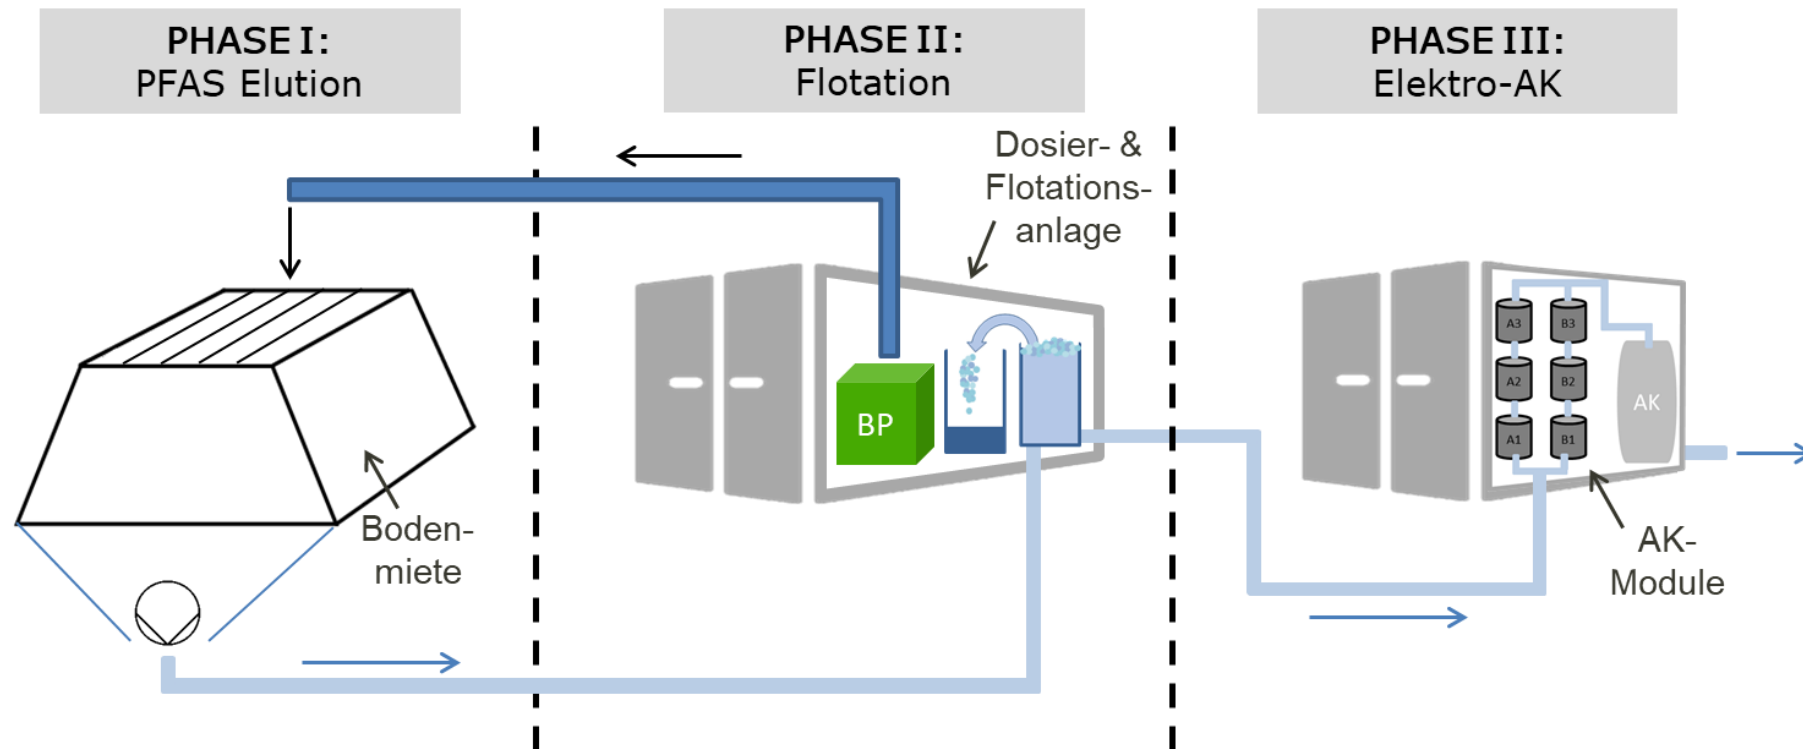 PHASE I:
PFAS Elution
PHASE II:
Flotation
PHASE III:
Elektro-AK
Dosier- &
Flotations-
anlage
Boden-
miete
BP
A3
B3
A2
B2
A1
B1
AK
AK-
Module